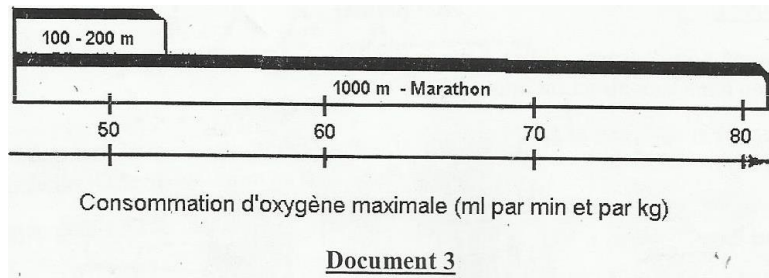 100 - 200 m
1000 m - Marathon
50 60 70 80
Consommation d'oxygène maximale (ml par min et par kg)
Document 3